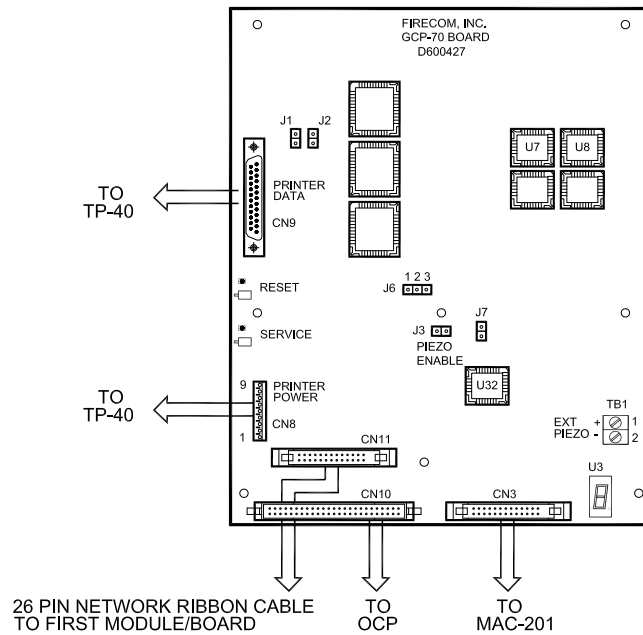 FIRECOM, INC.
GCP-70 BOARD
D600427
J1
J2
U7
U8
PRINTER
DATA
CN9
TO
TP-40
RESET
1 2 3
J6
SERVICE
J3
J7
PIEZO
ENABLE
U32
9
PRINTER
POWER
CN8
1
TO
TP-40
TB1
EXT + 1
PIEZO - 2
CN11
U3
CN10
CN3
26 PIN NETWORK RIBBON CABLE
TO FIRST MODULE/BOARD
TO
OCP
TO
MAC-201